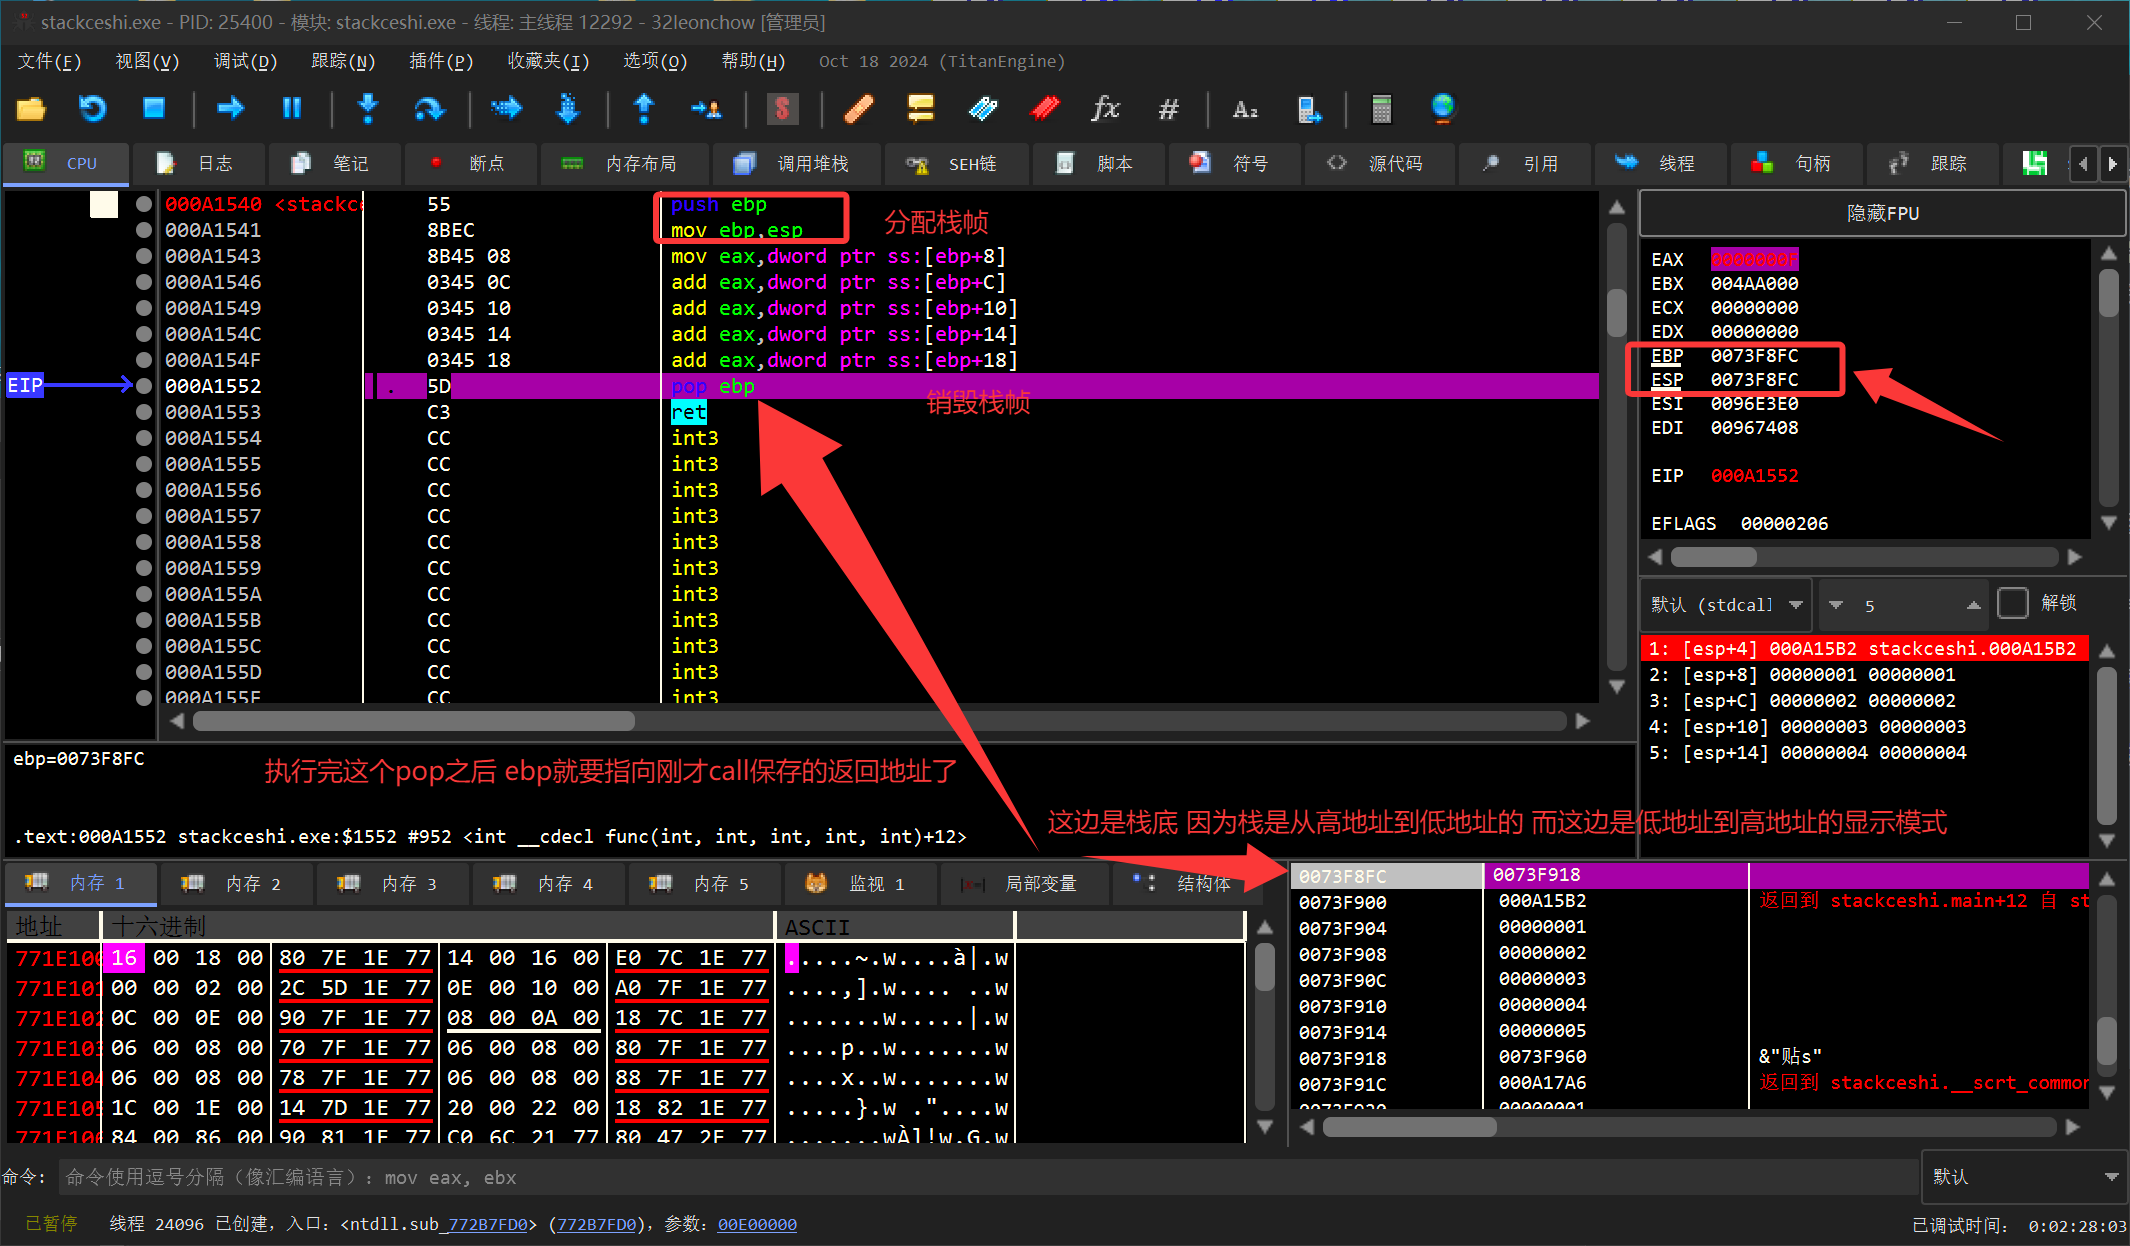 stackceshi.exe - PID: 25400 - 模块: stackceshi.exe - 线程: 主线程 12292 - 32leonchow [管理员]
文件(F) 视图(V) 调试(D) 跟踪(N) 插件(P) 收藏夹(I) 选项(O) 帮助(H) Oct 18 2024 (TitanEngine)
CPU 日志 笔记 断点 内存布局 调用堆栈 SEH链 脚本 符号 源代码 引用 线程 句柄 跟踪
000A1540 <stackce 55 push ebp
分配栈帧
000A1541 8BEC mov ebp,esp
000A1543 8B45 08 mov eax,dword ptr ss:[ebp+8]
000A1546 0345 0C add eax,dword ptr ss:[ebp+C]
000A1549 0345 10 add eax,dword ptr ss:[ebp+10]
000A154C 0345 14 add eax,dword ptr ss:[ebp+14]
000A154F 0345 18 add eax,dword ptr ss:[ebp+18]
EIP 000A1552 . 5D pop ebp
销毁栈帧
000A1553 C3 ret
000A1554 CC int3
000A1555 CC int3
000A1556 CC int3
000A1557 CC int3
000A1558 CC int3
000A1559 CC int3
000A155A CC int3
000A155B CC int3
000A155C CC int3
000A155D CC int3
000A155E CC int3
隐藏FPU
EAX 0000000F
EBX 004AA000
ECX 00000000
EDX 00000000
EBP 0073F8FC
ESP 0073F8FC
ESI 0096E3E0
EDI 00967408
EIP 000A1552
EFLAGS 00000206
默认 (stdcall 5 解锁
1: [esp+4] 000A15B2 stackceshi.000A15B2
2: [esp+8] 00000001 00000001
3: [esp+C] 00000002 00000002
4: [esp+10] 00000003 00000003
5: [esp+14] 00000004 00000004
ebp=0073F8FC
执行完这个pop之后 ebp就要指向刚才call保存的返回地址了
这边是栈底 因为栈是从高地址到低地址的 而这边是低地址到高地址的显示模式
.text:000A1552 stackceshi.exe:$1552 #952 <int __cdecl func(int, int, int, int, int)+12>
内存 1 内存 2 内存 3 内存 4 内存 5 监视 1 局部变量 结构体
地址 十六进制 ASCII
771E100 16 00 18 00 80 7E 1E 77 14 00 16 00 E0 7C 1E 77 .....~.w....à|.w
771E101 00 00 02 00 2C 5D 1E 77 0E 00 10 00 A0 7F 1E 77 ....,].w.... ..w
771E102 0C 00 0E 00 90 7F 1E 77 08 00 0A 00 18 7C 1E 77 .......w.....|.w
771E103 06 00 08 00 70 7F 1E 77 06 00 08 00 80 7F 1E 77 ....p..w.......w
771E104 06 00 08 00 78 7F 1E 77 06 00 08 00 88 7F 1E 77 ....x..w.......w
771E105 1C 00 1E 00 14 7D 1E 77 20 00 22 00 18 82 1E 77 .....}.w ."....w
771E106 84 00 86 00 90 81 1E 77 C0 6C 21 77 80 47 2E 77 .......wÀl!w.G.w
0073F8FC 0073F918
0073F900 000A15B2 返回到 stackceshi.main+12 自 st
0073F904 00000001
0073F908 00000002
0073F90C 00000003
0073F910 00000004
0073F914 00000005
0073F918 0073F960 &"贴s"
0073F91C 000A17A6 返回到 stackceshi.__scrt_common
0073F920 00000001
命令: 命令使用逗号分隔（像汇编语言）: mov eax, ebx 默认
已暂停 线程 24096 已创建，入口: <ntdll.sub_772B7FD0> (772B7FD0)，参数: 00E00000 已调试时间: 0:02:28:03